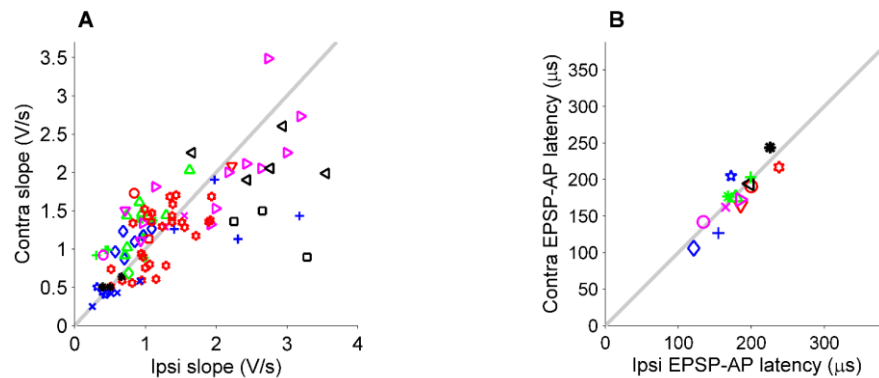 A
Contra slope (V/s)
3.5
3
2.5
2
1.5
1
0.5
0
0 1 2 3 4
Ipsi slope (V/s)
B
Contra EPSP-AP latency (μs)
350
300
250
200
150
100
50
0
0 100 200 300
Ipsi EPSP-AP latency (μs)